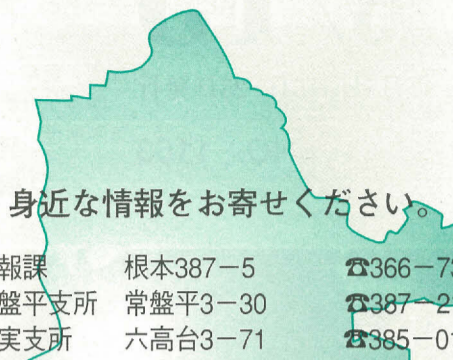 身近な情報をお寄せください。
報課 根本387-5 ☎366-73
盤平支所 常盤平3-30 ☎387-2
実支所 六高台3-71 ☎385-01